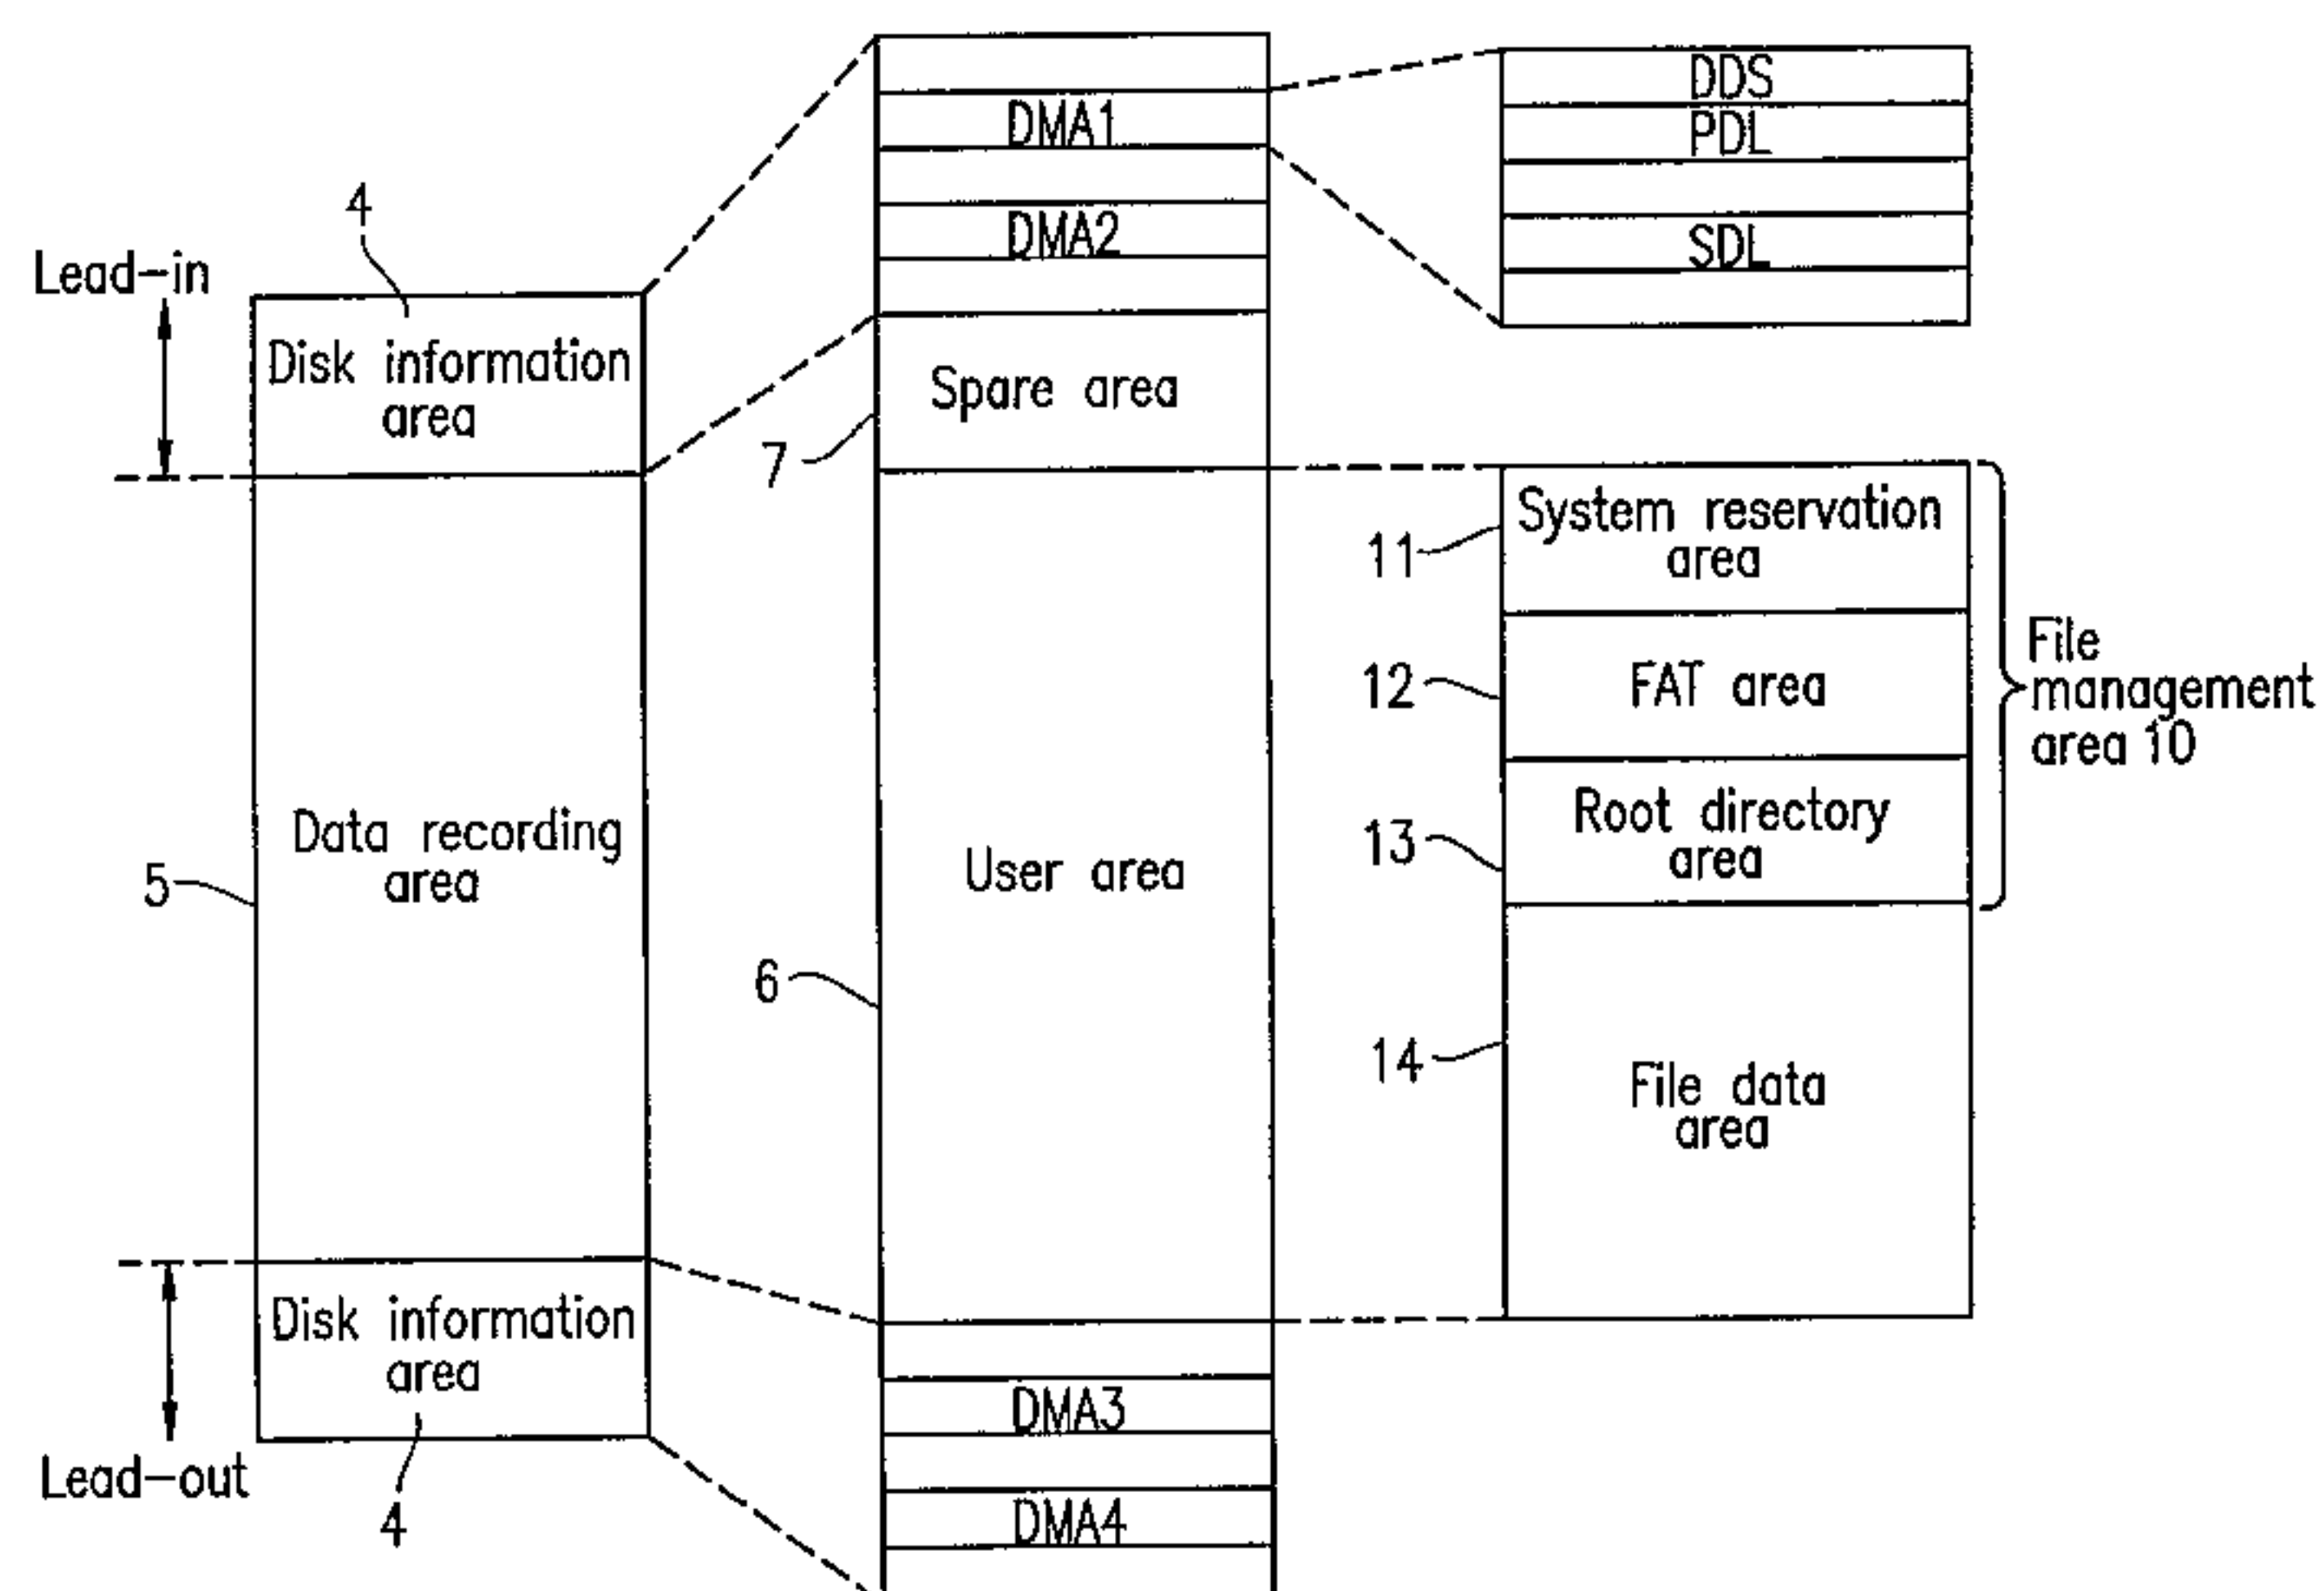 Lead-in
4
Disk information
area
5
Data recording
area
Disk information
area
Lead-out
4
DMA1
DMA2
Spare area
7
User area
6
DMA3
DMA4
DDS
PDL
SDL
System reservation
area
11
FAT area
12
Root directory
area
13
File data
area
14
File
management
area 10